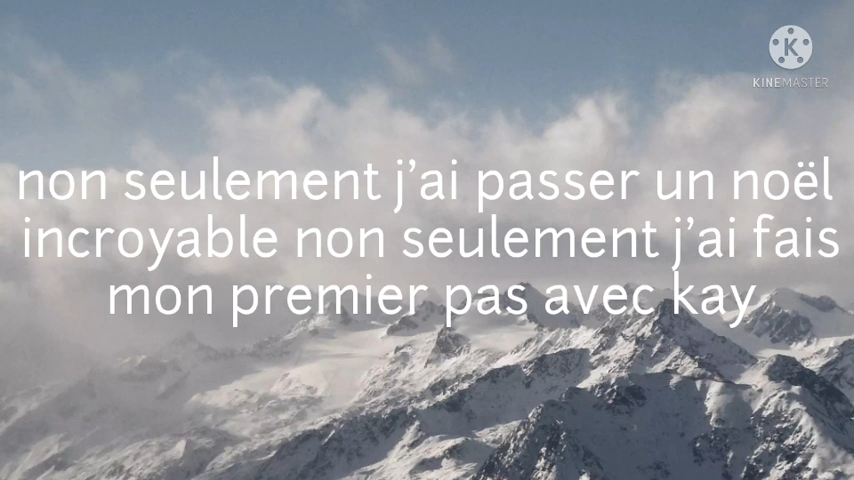 KINEMASTER
non seulement j’ai passer un noël
incroyable non seulement j’ai fais
mon premier pas avec kay